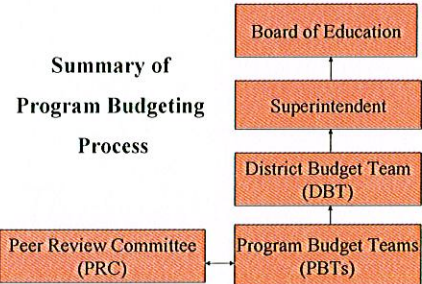 Board of Education
Summary of
Program Budgeting
Process
Superintendent
District Budget Team
(DBT)
Peer Review Committee
(PRC)
Program Budget Teams
(PBTs)